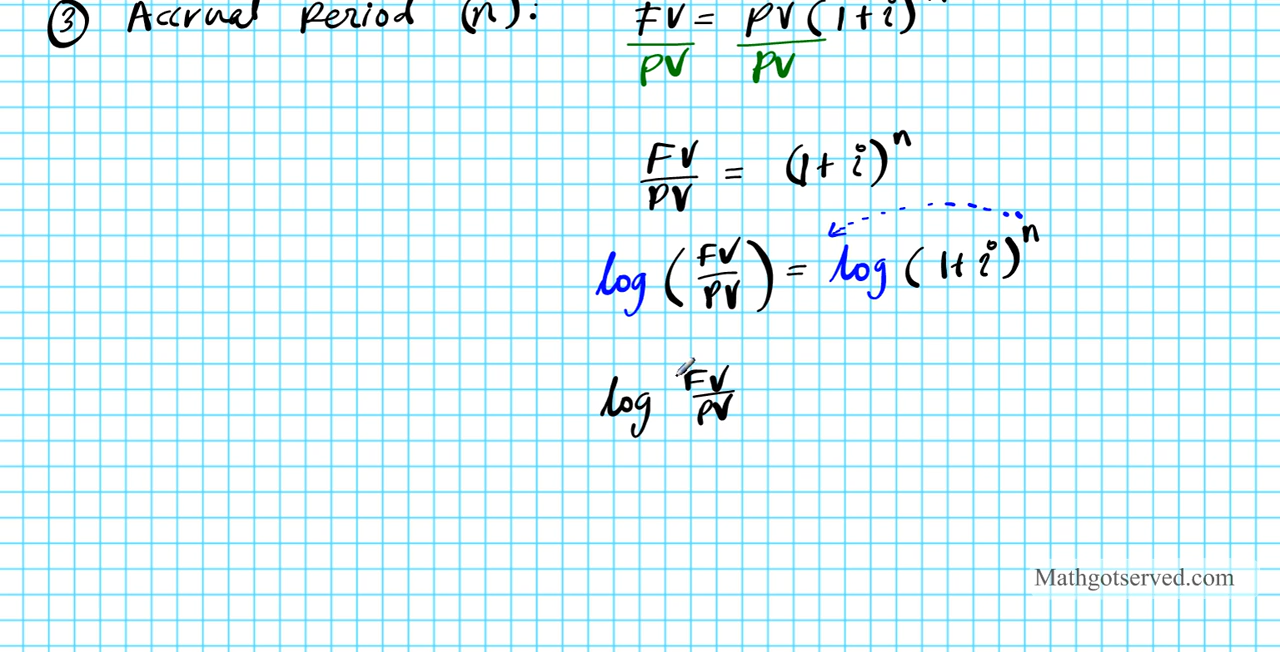 ③ Accrual Period (n): FV = PV(1+i)
PV PV
FV/PV = (1+i)^n
log(FV/PV) = log(1+i)^n
log FV/PV
Mathgotserved.com